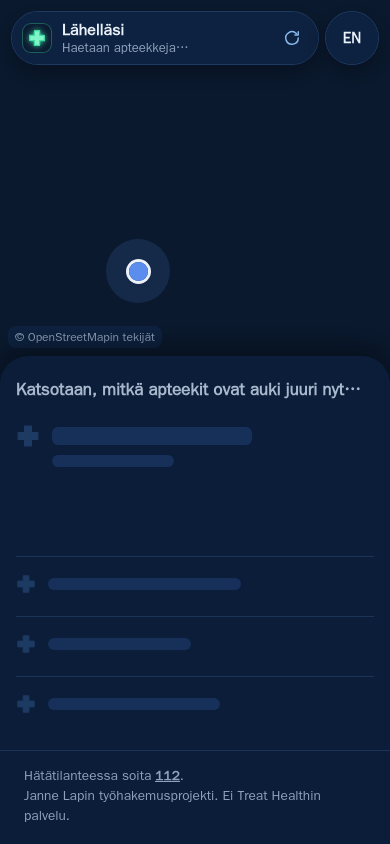 Lähelläsi
Haetaan apteekkeja⋯
EN
© OpenStreetMapin tekijät
Katsotaan, mitkä apteekit ovat auki juuri nyt⋯
Hätätilanteessa soita 112.
Janne Lapin työhakemusprojekti. Ei Treat Healthin
palvelu.